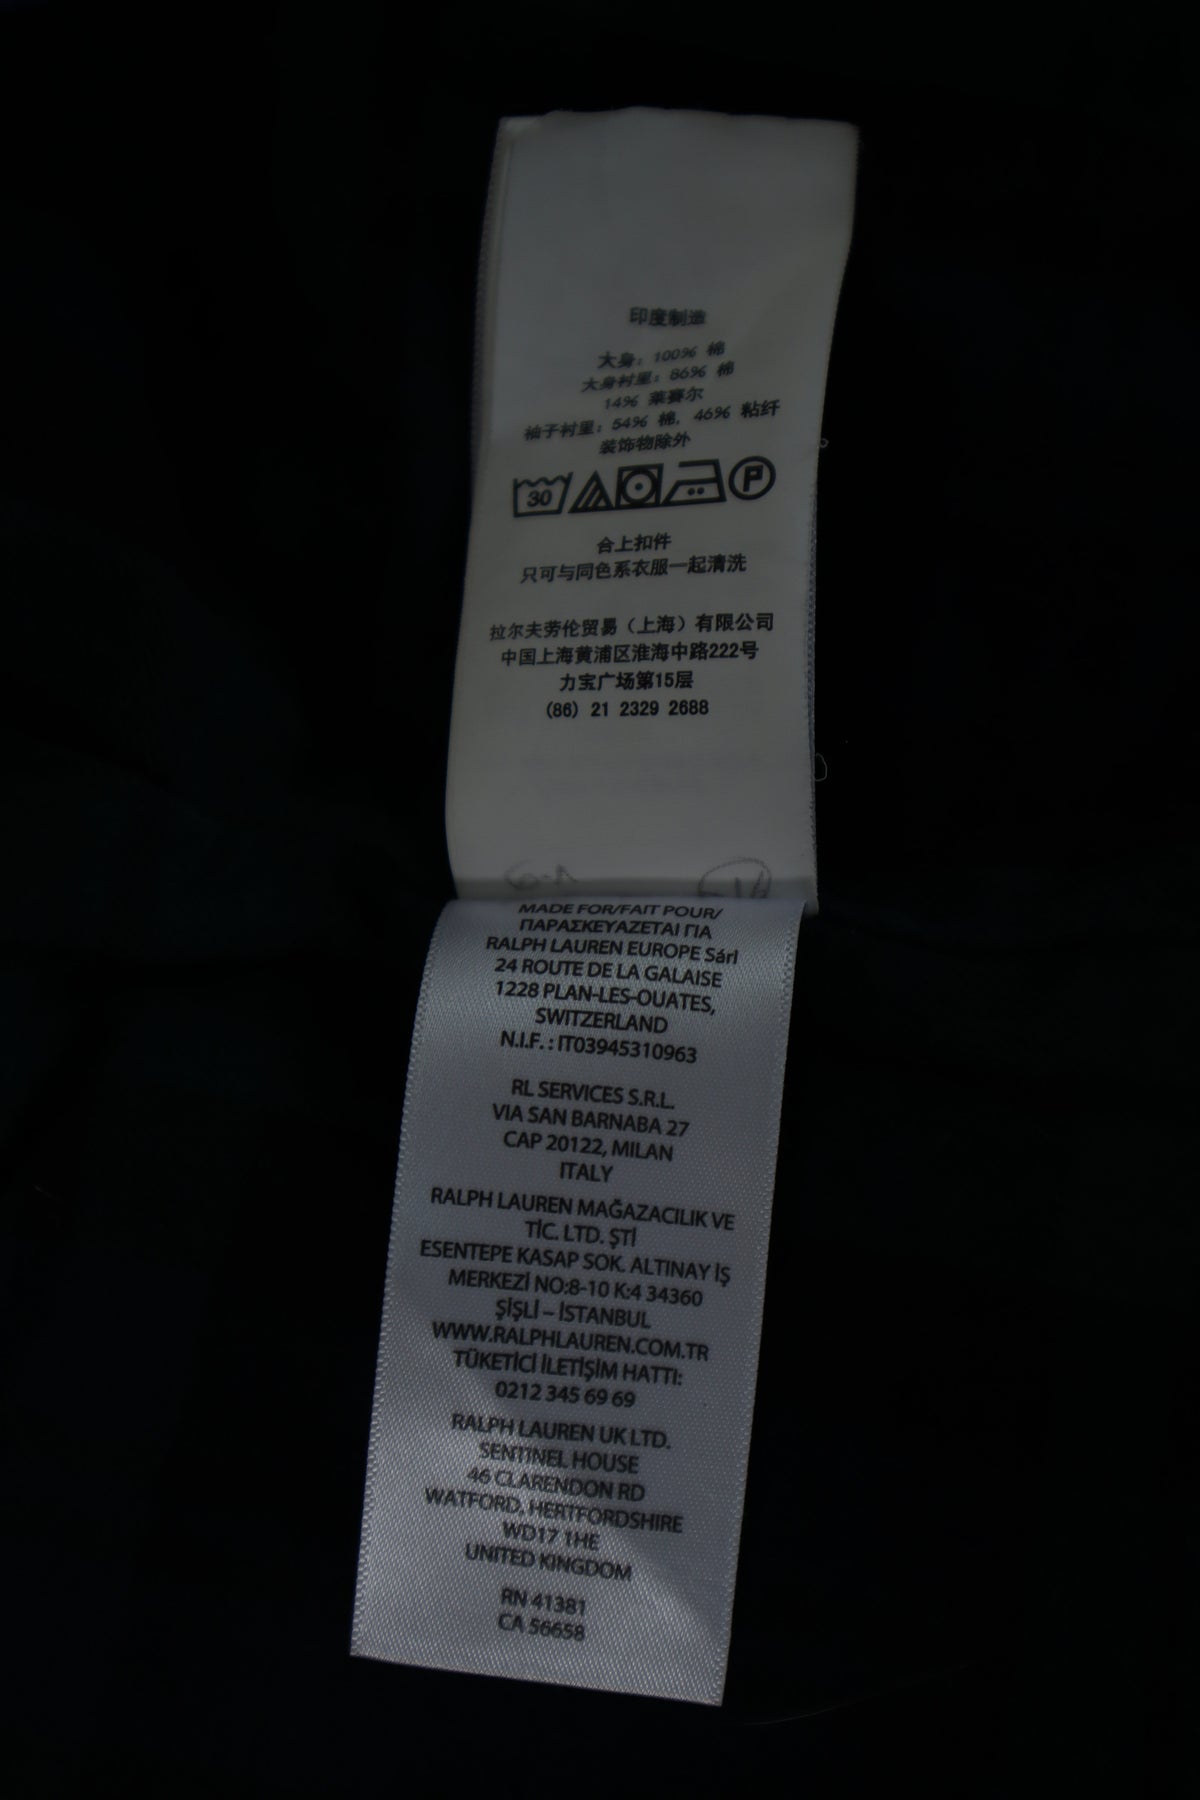 印度制造
大身: 100% 棉
大身衬里: 86% 棉
14% 莱赛尔
袖子衬里: 54% 棉, 46% 粘纤
装饰物除外
30 P
合上扣件
只可与同色系衣服一起清洗
拉尔夫劳伦贸易（上海）有限公司
中国上海黄浦区淮海中路222号
力宝广场第15层
(86) 21 2329 2688
MADE FOR/FAIT POUR/
ΠΑΡΑΣΚΕΥΑΖΕΤΑΙ ΓΙΑ
RALPH LAUREN EUROPE Sárl
24 ROUTE DE LA GALAISE
1228 PLAN-LES-OUATES,
SWITZERLAND
N.I.F. : IT03945310963
RL SERVICES S.R.L.
VIA SAN BARNABA 27
CAP 20122, MILAN
ITALY
RALPH LAUREN MAĞAZACILIK VE
TİC. LTD. ŞTİ
ESENTEPE KASAP SOK. ALTINAY İŞ
MERKEZİ NO:8-10 K:4 34360
ŞİŞLİ – İSTANBUL
WWW.RALPHLAUREN.COM.TR
TÜKETİCİ İLETİŞİM HATTI:
0212 345 69 69
RALPH LAUREN UK LTD.
SENTINEL HOUSE
46 CLARENDON RD
WATFORD, HERTFORDSHIRE
WD17 1HE
UNITED KINGDOM
RN 41381
CA 56658